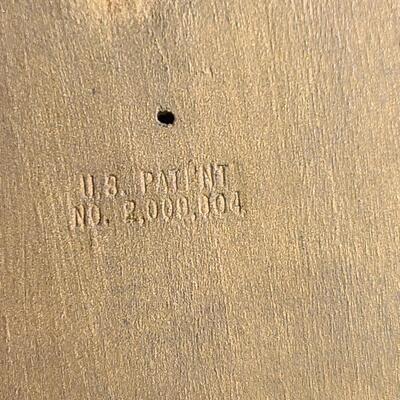 U.S. PATENT
NO. 2,000,004